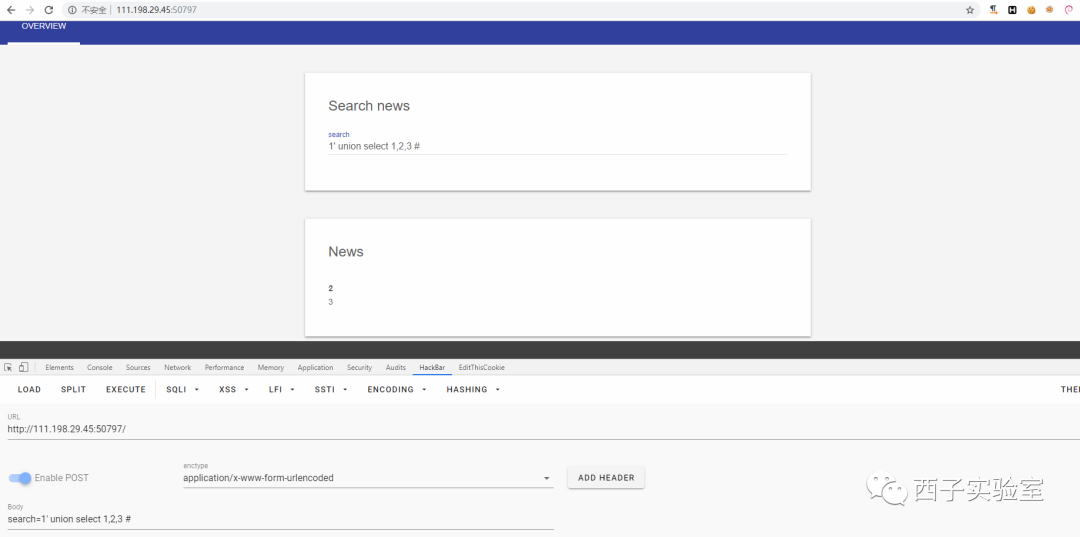 不安全 111.198.29.45:50797
OVERVIEW
Search news
search
1' union select 1,2,3 #
News
2
3
Elements Console Sources Network Performance Memory Application Security Audits HackBar EditThisCookie
LOAD SPLIT EXECUTE SQLI XSS LFI SSTI ENCODING HASHING THE
URL
http://111.198.29.45:50797/
Enable POST
enctype
application/x-www-form-urlencoded
ADD HEADER
西子实验室
Body
search=1' union select 1,2,3 #